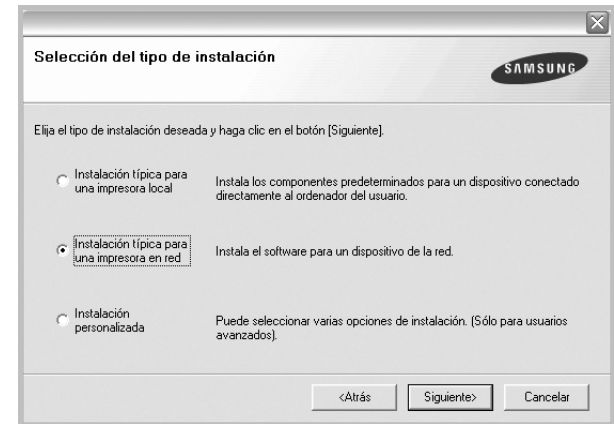 Selección del tipo de instalación
SAMSUNG
Elija el tipo de instalación deseada y haga clic en el botón [Siguiente].
Instalación típica para
una impresora local
Instala los componentes predeterminados para un dispositivo conectado
directamente al ordenador del usuario.
Instalación típica para
una impresora en red
Instala el software para un dispositivo de la red.
Instalación
personalizada
Puede seleccionar varias opciones de instalación. (Sólo para usuarios
avanzados).
<Atrás
Siguiente>
Cancelar